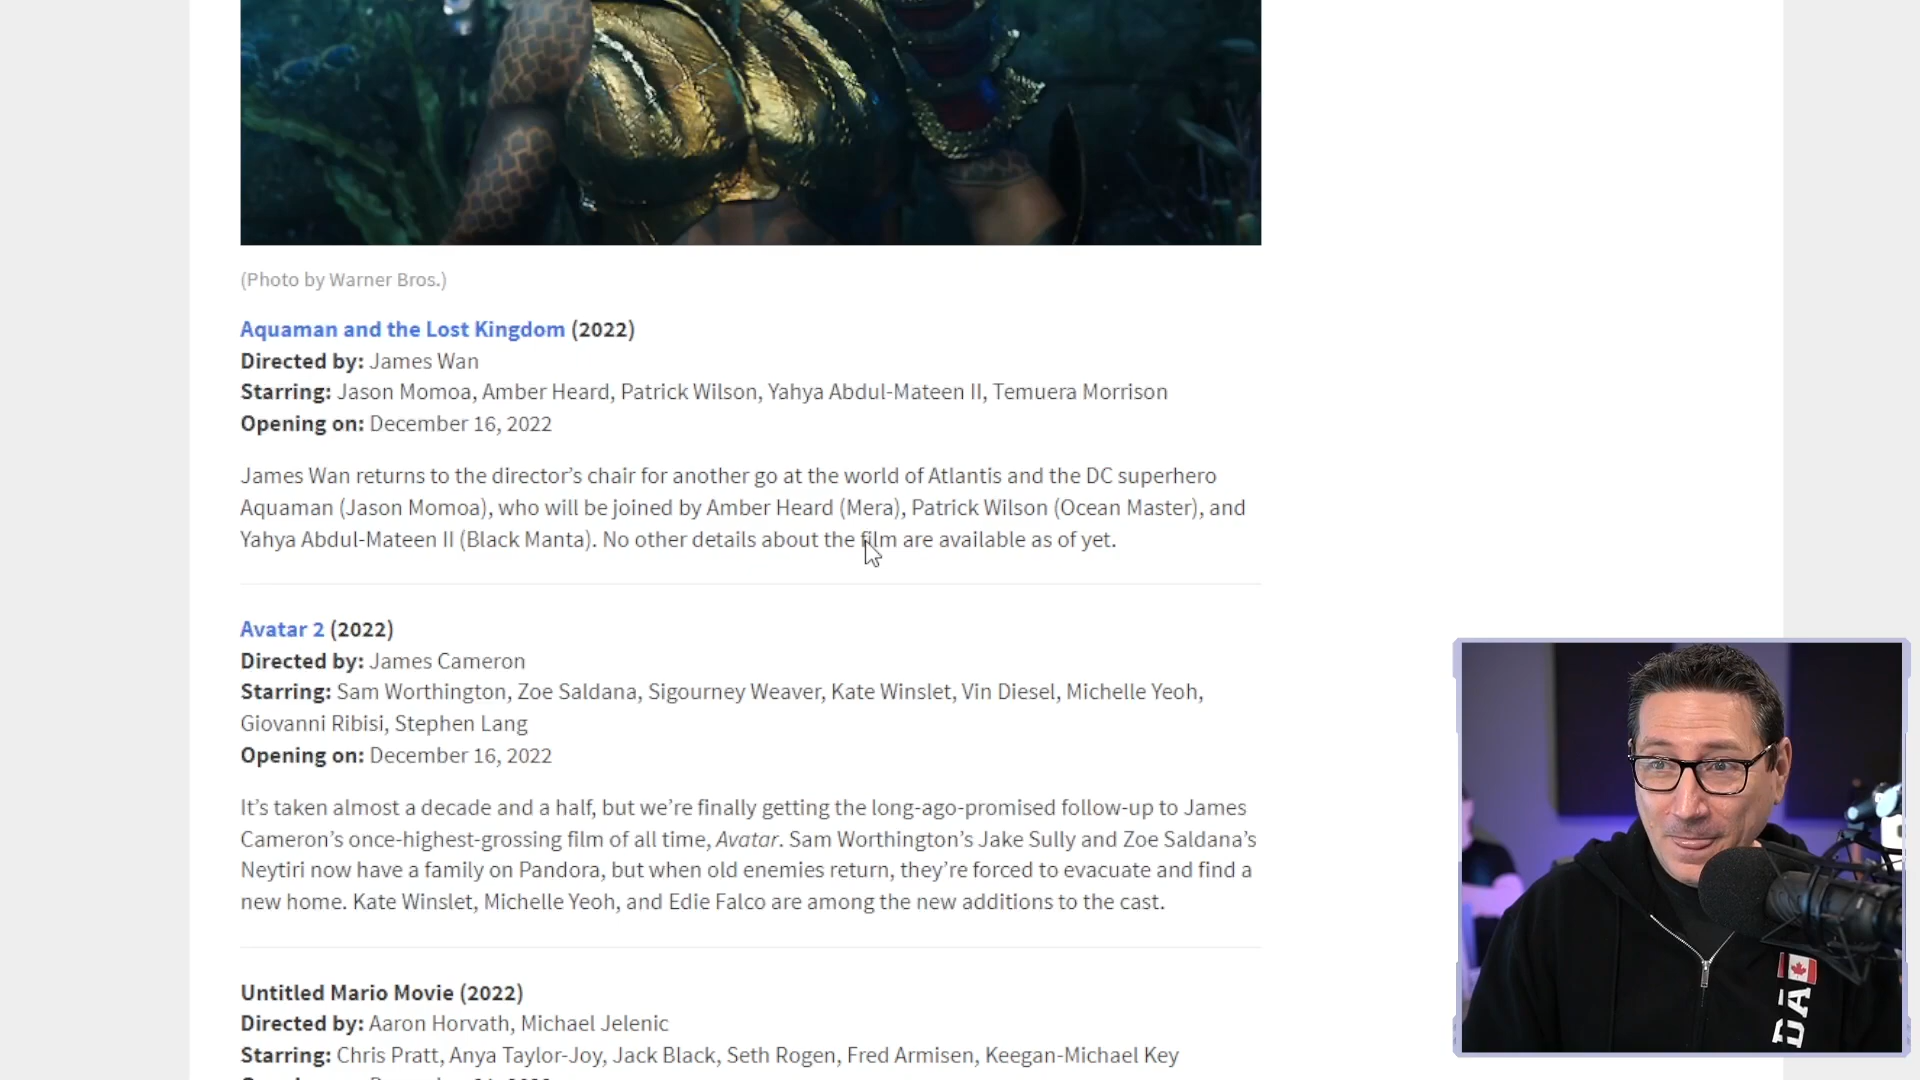 (Photo by Warner Bros.)
Aquaman and the Lost Kingdom (2022)
Directed by: James Wan
Starring: Jason Momoa, Amber Heard, Patrick Wilson, Yahya Abdul-Mateen II, Temuera Morrison
Opening on: December 16, 2022
James Wan returns to the director’s chair for another go at the world of Atlantis and the DC superhero
Aquaman (Jason Momoa), who will be joined by Amber Heard (Mera), Patrick Wilson (Ocean Master), and
Yahya Abdul-Mateen II (Black Manta). No other details about the film are available as of yet.
Avatar 2 (2022)
Directed by: James Cameron
Starring: Sam Worthington, Zoe Saldana, Sigourney Weaver, Kate Winslet, Vin Diesel, Michelle Yeoh,
Giovanni Ribisi, Stephen Lang
Opening on: December 16, 2022
It’s taken almost a decade and a half, but we’re finally getting the long-ago-promised follow-up to James
Cameron’s once-highest-grossing film of all time, Avatar. Sam Worthington’s Jake Sully and Zoe Saldana’s
Neytiri now have a family on Pandora, but when old enemies return, they’re forced to evacuate and find a
new home. Kate Winslet, Michelle Yeoh, and Edie Falco are among the new additions to the cast.
Untitled Mario Movie (2022)
Directed by: Aaron Horvath, Michael Jelenic
Starring: Chris Pratt, Anya Taylor-Joy, Jack Black, Seth Rogen, Fred Armisen, Keegan-Michael Key